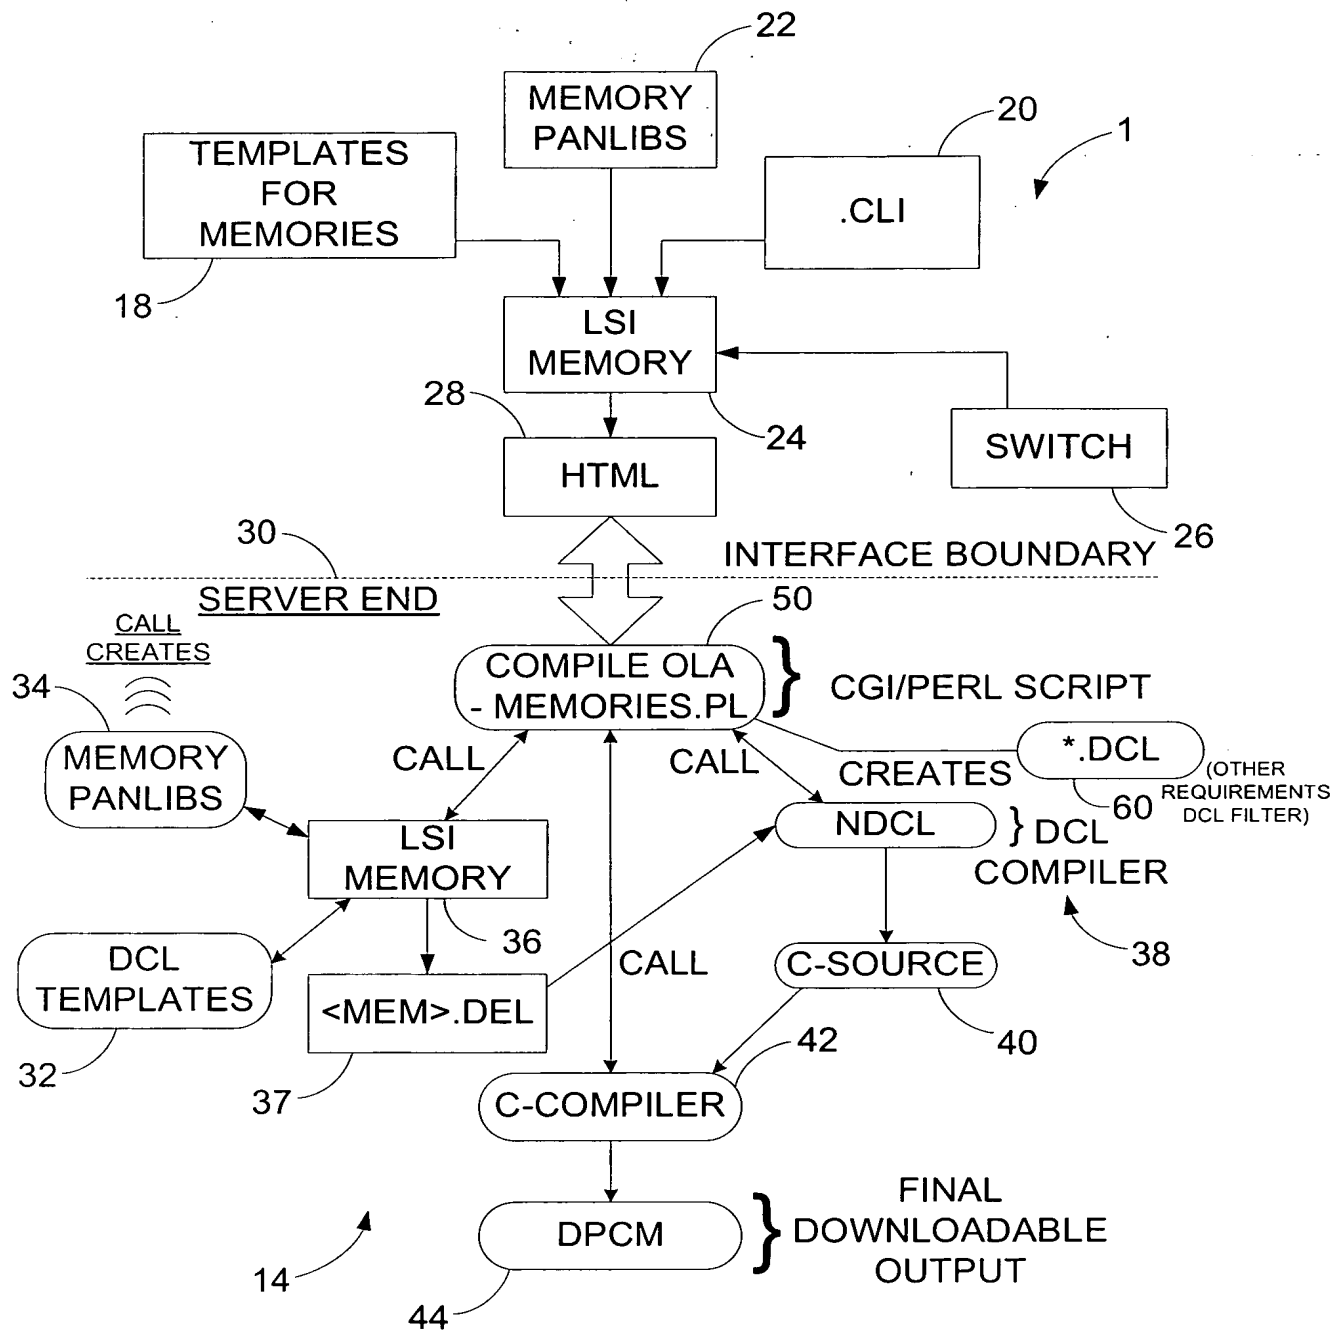 22
MEMORY
PANLIBS
20
1
TEMPLATES
FOR
MEMORIES
.CLI
18
LSI
MEMORY
28
24
SWITCH
HTML
26
30
INTERFACE BOUNDARY
SERVER END
50
CALL
CREATES
COMPILE OLA
- MEMORIES.PL
CGI/PERL SCRIPT
34
MEMORY
PANLIBS
CALL
CALL
CREATES
*.DCL
(OTHER
REQUIREMENTS
DCL FILTER)
60
LSI
MEMORY
NDCL
DCL
COMPILER
36
38
DCL
TEMPLATES
CALL
C-SOURCE
<MEM>.DEL
32
42
40
37
C-COMPILER
14
DPCM
FINAL
DOWNLOADABLE
OUTPUT
44